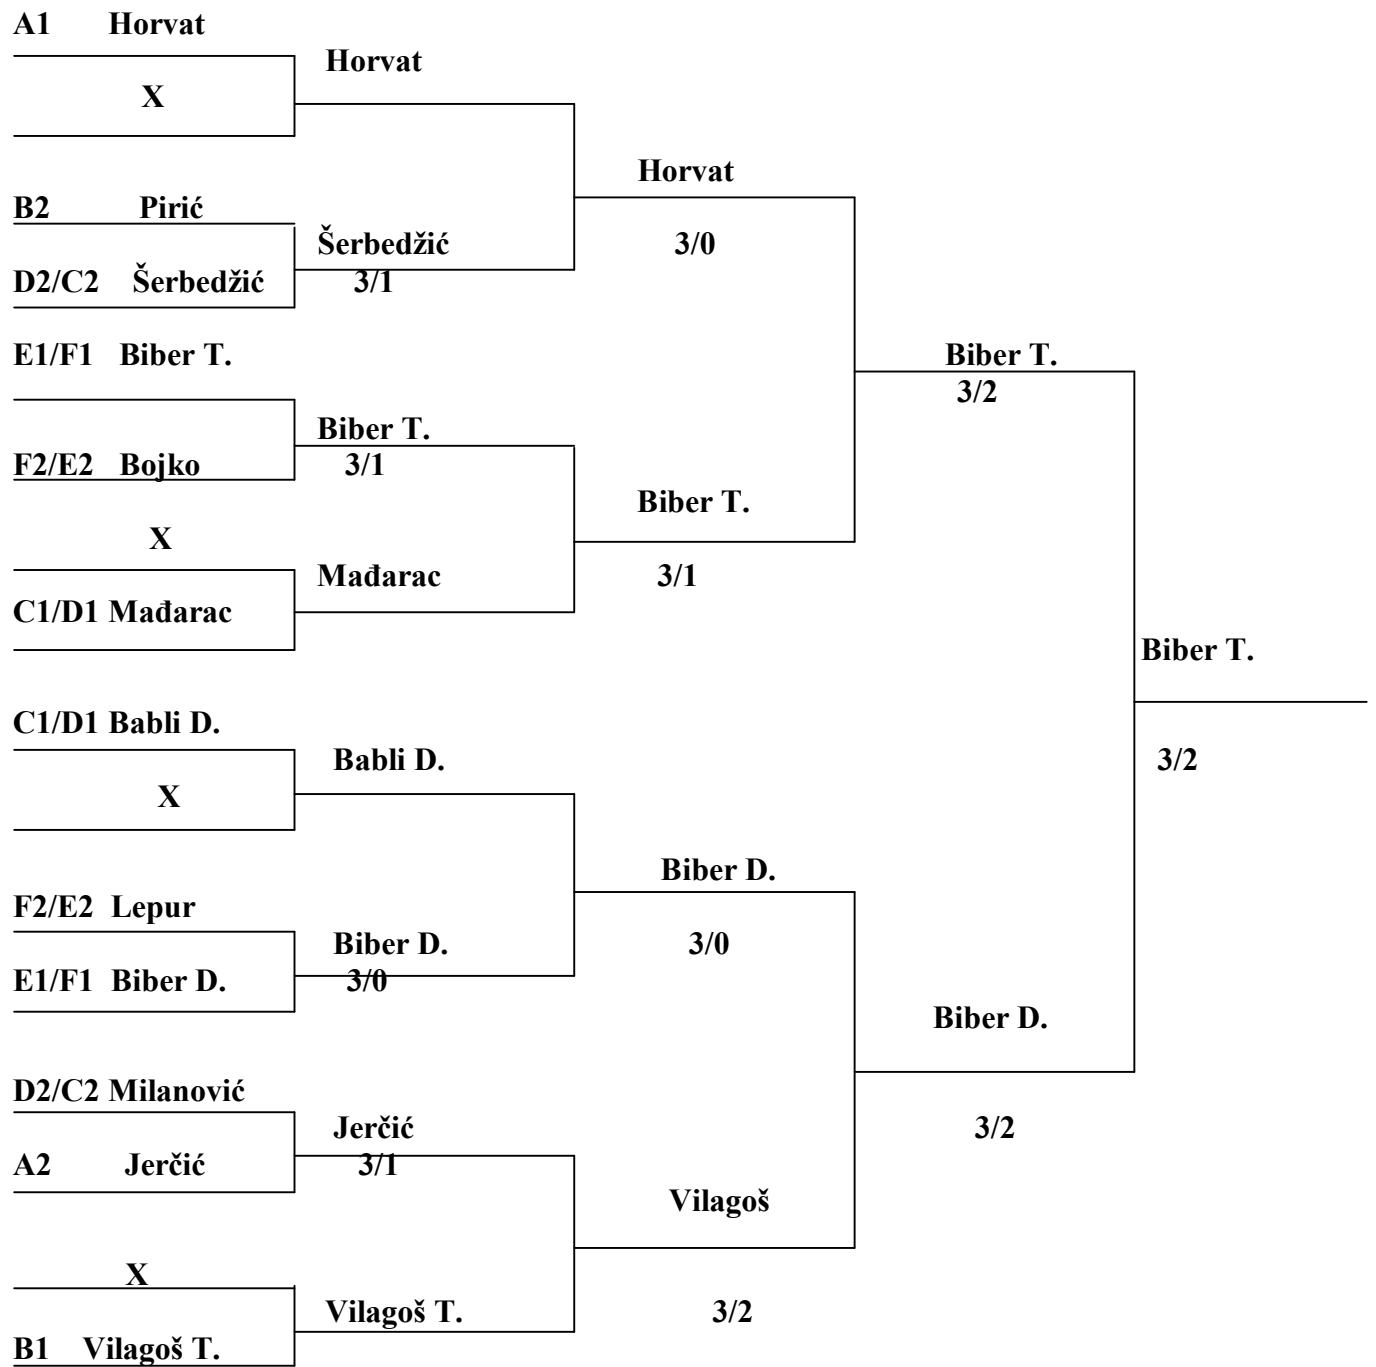 A1 Horvat
Horvat
X
Horvat
B2 Pirić
Šerbedžić
3/0
D2/C2 Šerbedžić
3/1
E1/F1 Biber T.
Biber T.
3/2
Biber T.
F2/E2 Bojko
3/1
Biber T.
X
Mađarac
3/1
C1/D1 Mađarac
Biber T.
C1/D1 Babli D.
Babli D.
3/2
X
Biber D.
F2/E2 Lepur
Biber D.
3/0
E1/F1 Biber D.
3/0
Biber D.
D2/C2 Milanović
Jerčić
3/2
A2 Jerčić
3/1
Vilagoš
X
Vilagoš T.
3/2
B1 Vilagoš T.